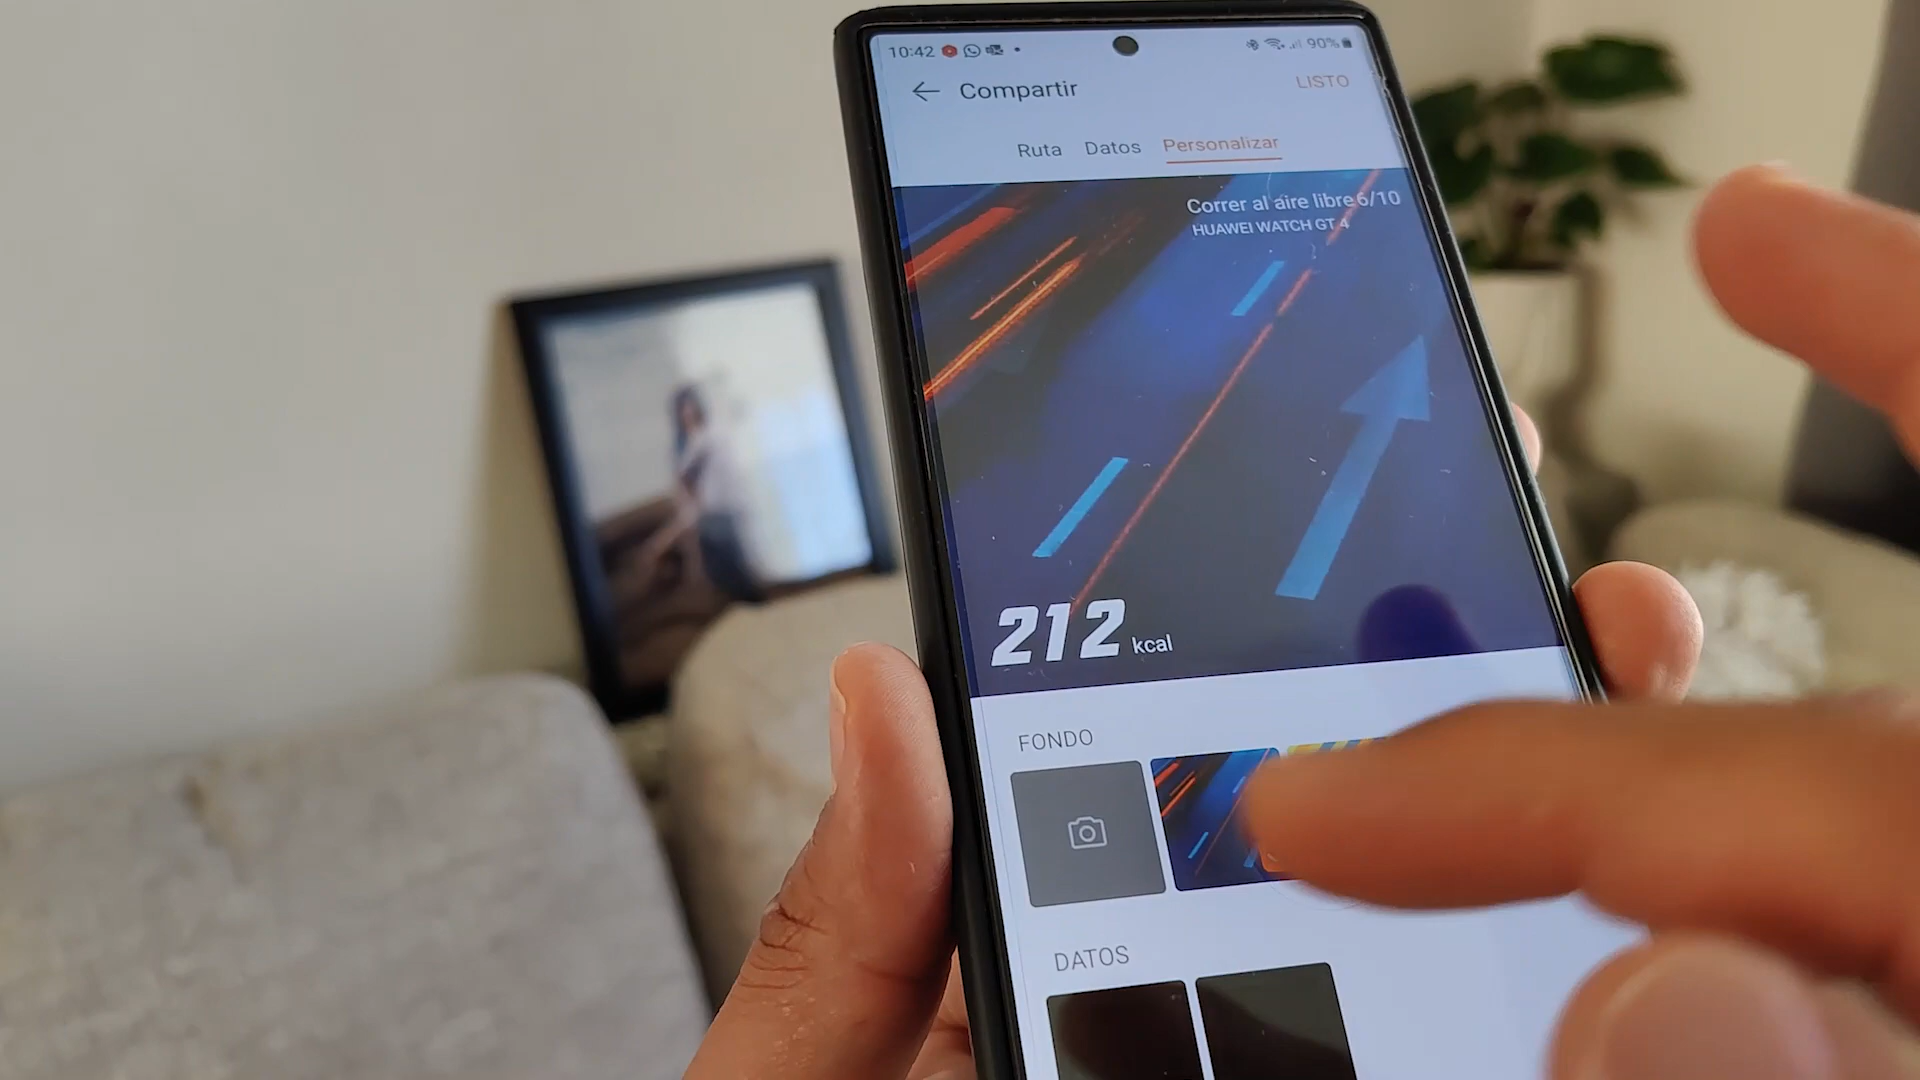 10:42 90%
Compartir LISTO
Ruta Datos Personalizar
Correr al aire libre 6/10
HUAWEI WATCH GT 4
212 kcal
FONDO
DATOS